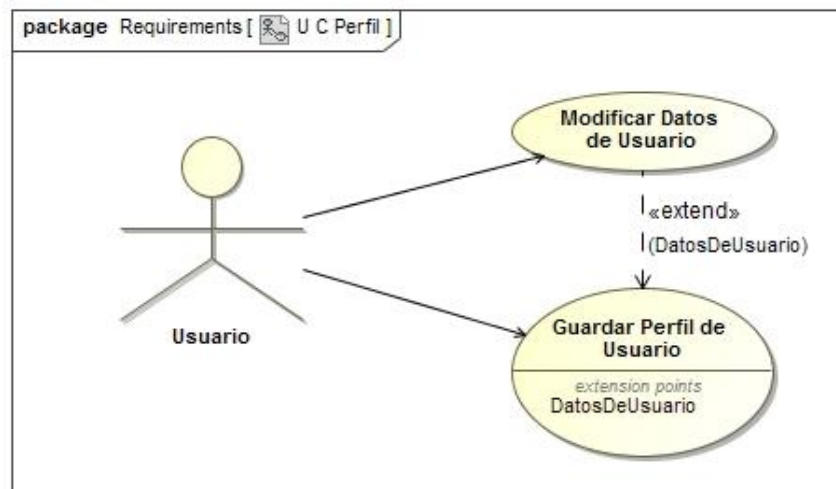 package Requirements [ U C Perfil ]
Modificar Datos
de Usuario
«extend»
(DatosDeUsuario)
Usuario
Guardar Perfil de
Usuario
extension points
DatosDeUsuario